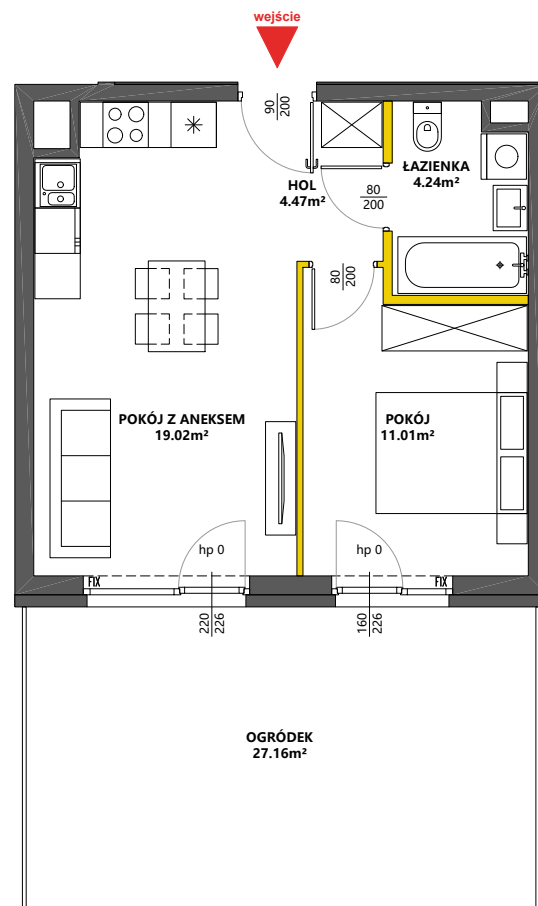 wejście
90
200
HOL
4.47m²
ŁAZIENKA
4.24m²
80
200
80
200
POKÓJ Z ANEKSEM
19.02m²
POKÓJ
11.01m²
hp 0
hp 0
FIX
FIX
220
226
160
226
OGRÓDEK
27.16m²